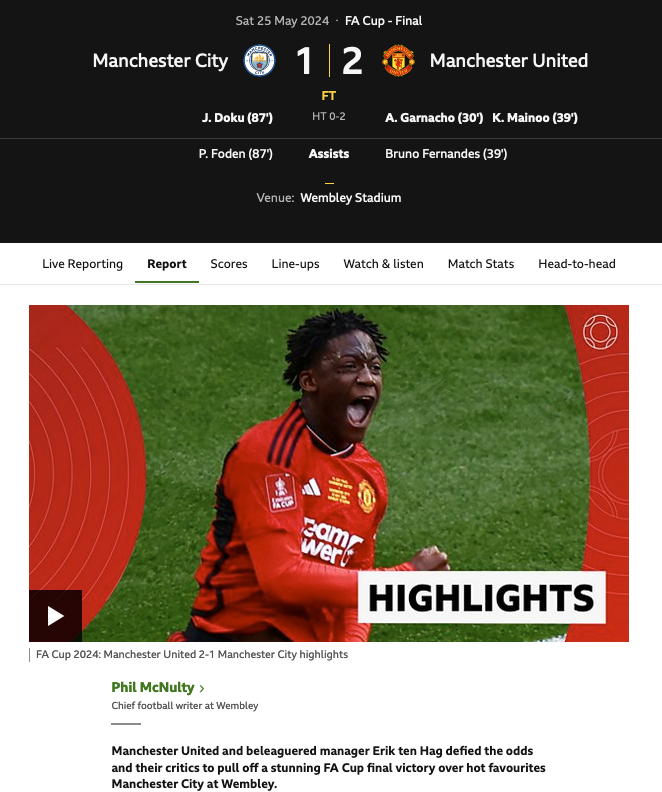 Sat 25 May 2024 · FA Cup - Final
Manchester City 1 2 Manchester United
FT
J. Doku (87') HT 0-2 A. Garnacho (30') K. Mainoo (39')
P. Foden (87') Assists Bruno Fernandes (39')
Venue: Wembley Stadium
Live Reporting Report Scores Line-ups Watch & listen Match Stats Head-to-head
FA CUP
Team
HIGHLIGHTS
FA Cup 2024: Manchester United 2-1 Manchester City highlights
Phil McNulty ›
Chief football writer at Wembley
Manchester United and beleaguered manager Erik ten Hag defied the odds
and their critics to pull off a stunning FA Cup final victory over hot favourites
Manchester City at Wembley.